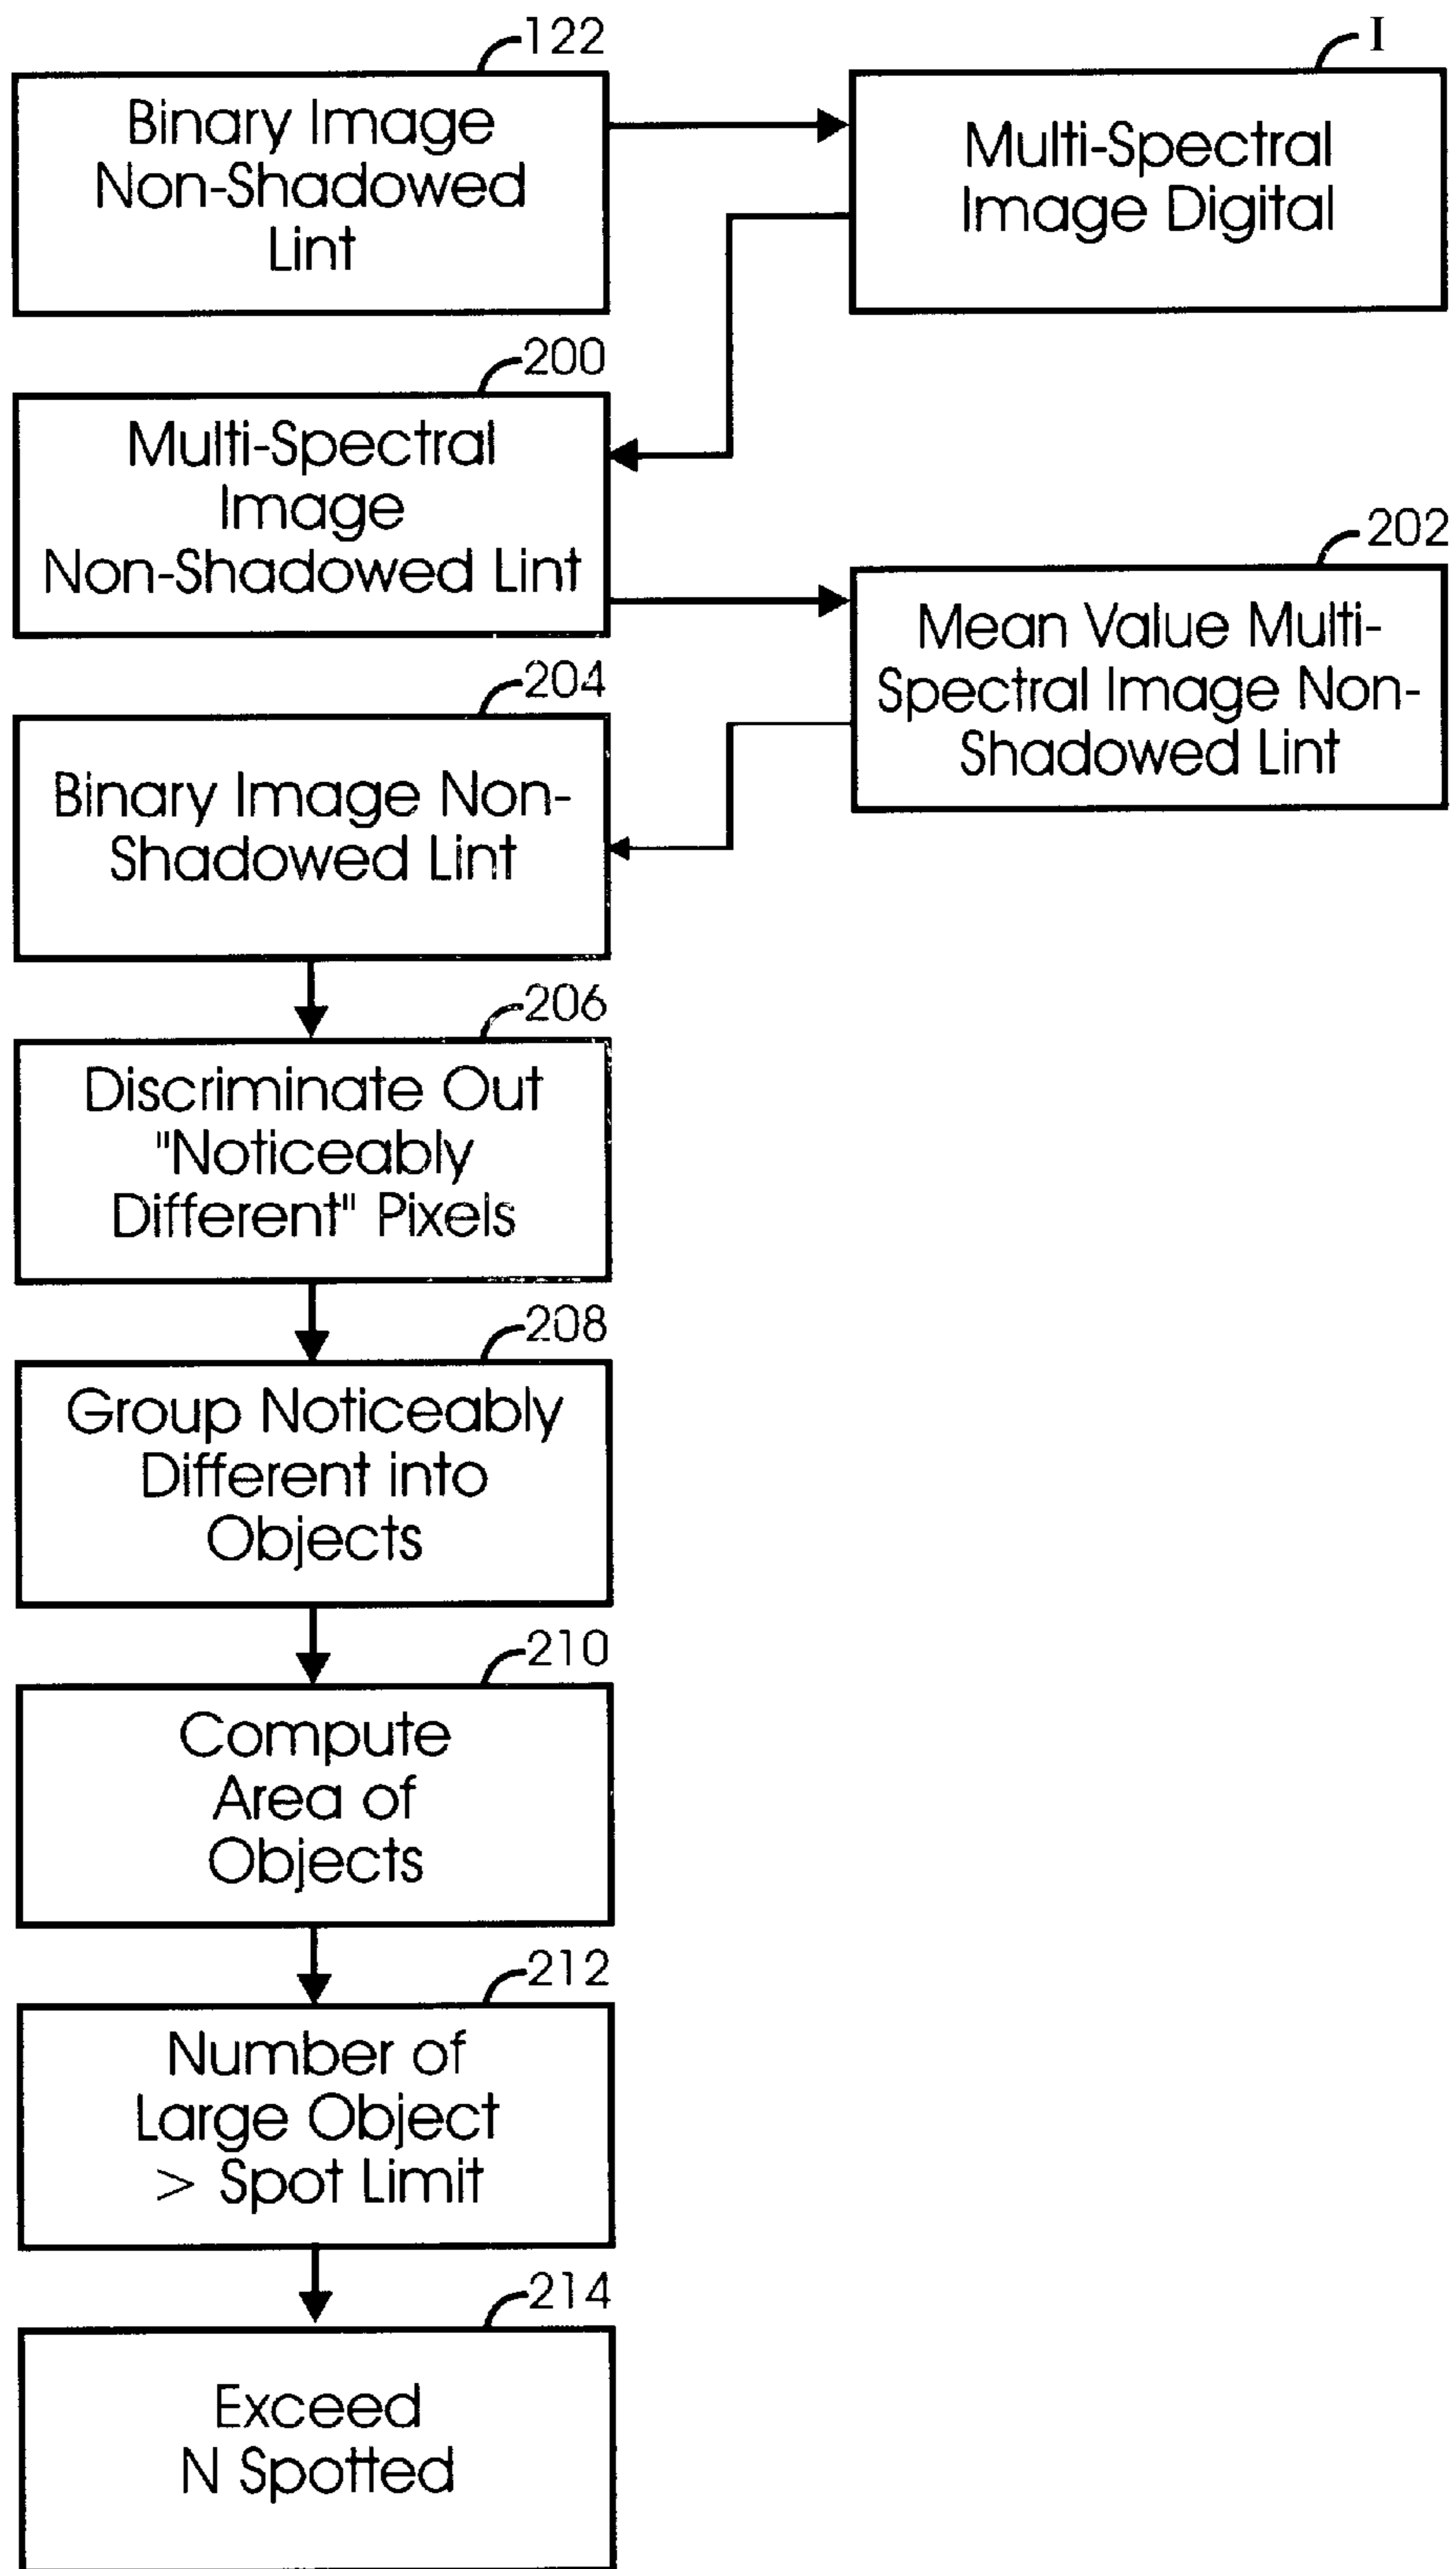 122
Binary Image
Non-Shadowed
Lint
I
Multi-Spectral
Image Digital
200
Multi-Spectral
Image
Non-Shadowed Lint
202
Mean Value Multi-
Spectral Image Non-
Shadowed Lint
204
Binary Image Non-
Shadowed Lint
206
Discriminate Out
"Noticeably
Different" Pixels
208
Group Noticeably
Different into
Objects
210
Compute
Area of
Objects
212
Number of
Large Object
> Spot Limit
214
Exceed
N Spotted